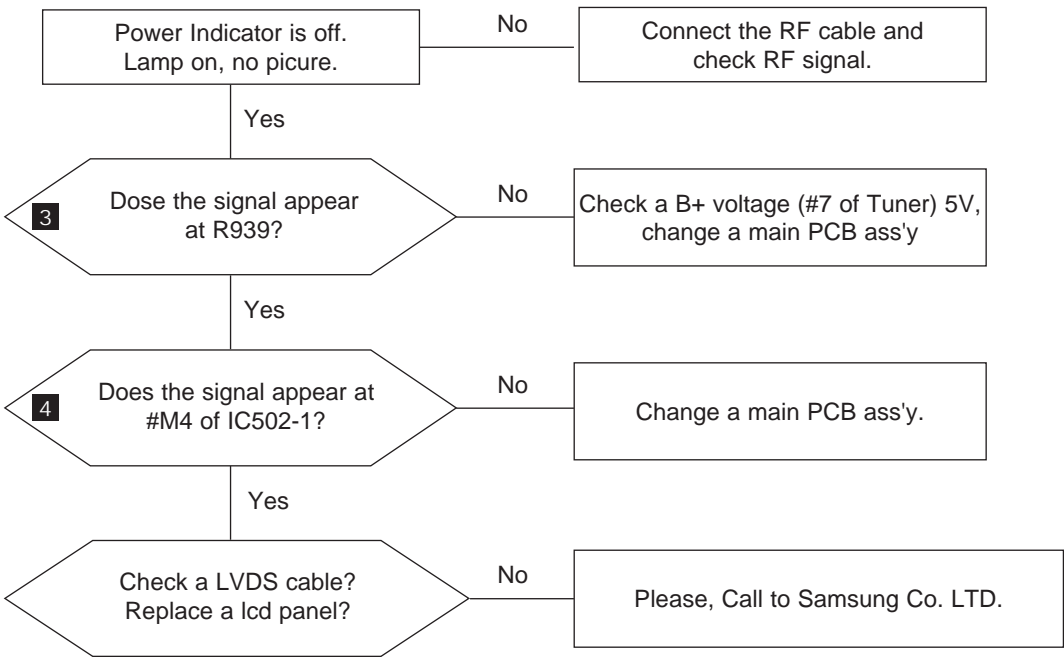 Power Indicator is off.
Lamp on, no picure.
No
Connect the RF cable and
check RF signal.
Yes
3
Dose the signal appear
at R939?
No
Check a B+ voltage (#7 of Tuner) 5V,
change a main PCB ass'y
Yes
4
Does the signal appear at
#M4 of IC502-1?
No
Change a main PCB ass'y.
Yes
Check a LVDS cable?
Replace a lcd panel?
No
Please, Call to Samsung Co. LTD.